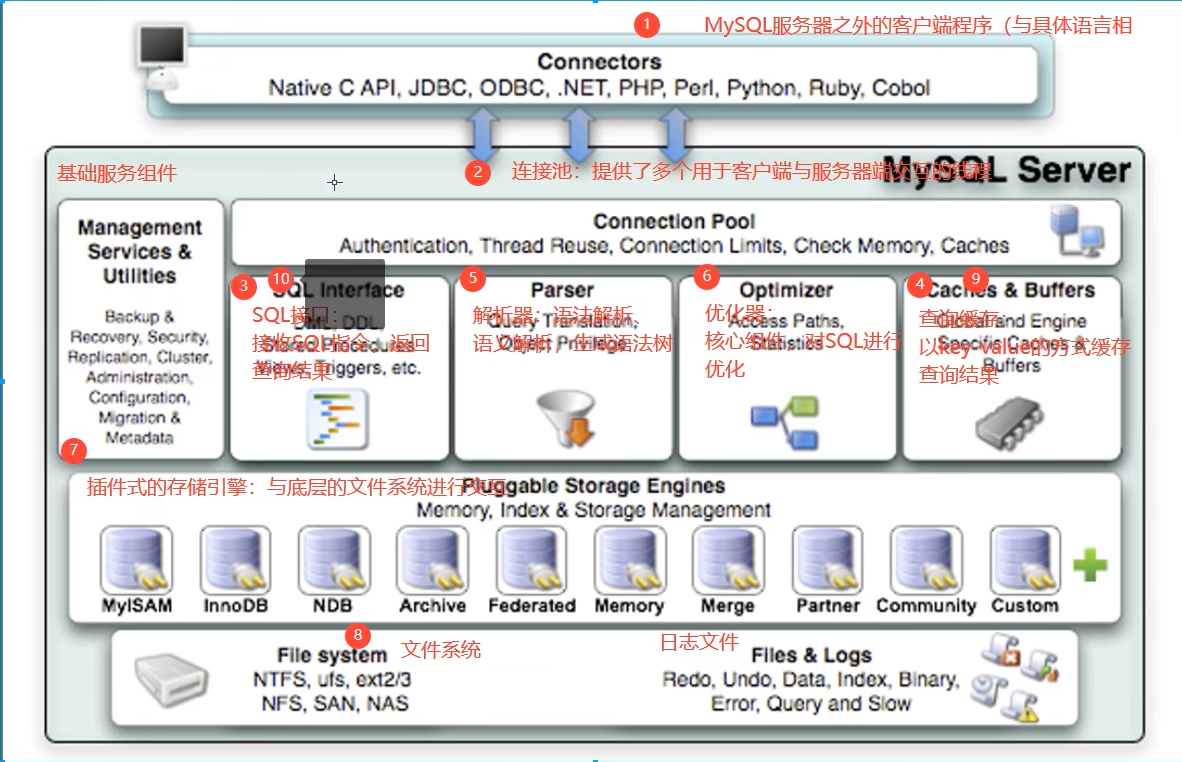 1
MySQL服务器之外的客户端程序（与具体语言相
Connectors
Native C API, JDBC, ODBC, .NET, PHP, Perl, Python, Ruby, Cobol
基础服务组件
2
连接池：提供了多个用于客户端与服务器端交互的线程
MySQL Server
Management
Services &
Utilities
Backup &
Recovery, Security,
Replication, Cluster,
Administration,
Configuration,
Migration &
Metadata
Connection Pool
Authentication, Thread Reuse, Connection Limits, Check Memory, Caches
3
10
SQL Interface
SQL接口：
DML, DDL,
接收SQL指令，返回
Stored Procedures
查询结果
Views, Triggers, etc.
5
Parser
解析器：语法解析、
Query Translation,
语义解析，生成语法树
Object Privilege
6
Optimizer
优化器：
Access Paths,
核心组件，对SQL进行
Statistics
优化
4
9
Caches & Buffers
查询缓存
Global and Engine
以key-value的方式缓存
Specific Caches &
查询结果
Buffers
7
插件式的存储引擎：与底层的文件系统进行
Pluggable Storage Engines
Memory, Index & Storage Management
MyISAM
InnoDB
NDB
Archive
Federated
Memory
Merge
Partner
Community
Custom
8
文件系统
File system
NTFS, ufs, ext2/3
NFS, SAN, NAS
日志文件
Files & Logs
Redo, Undo, Data, Index, Binary,
Error, Query and Slow